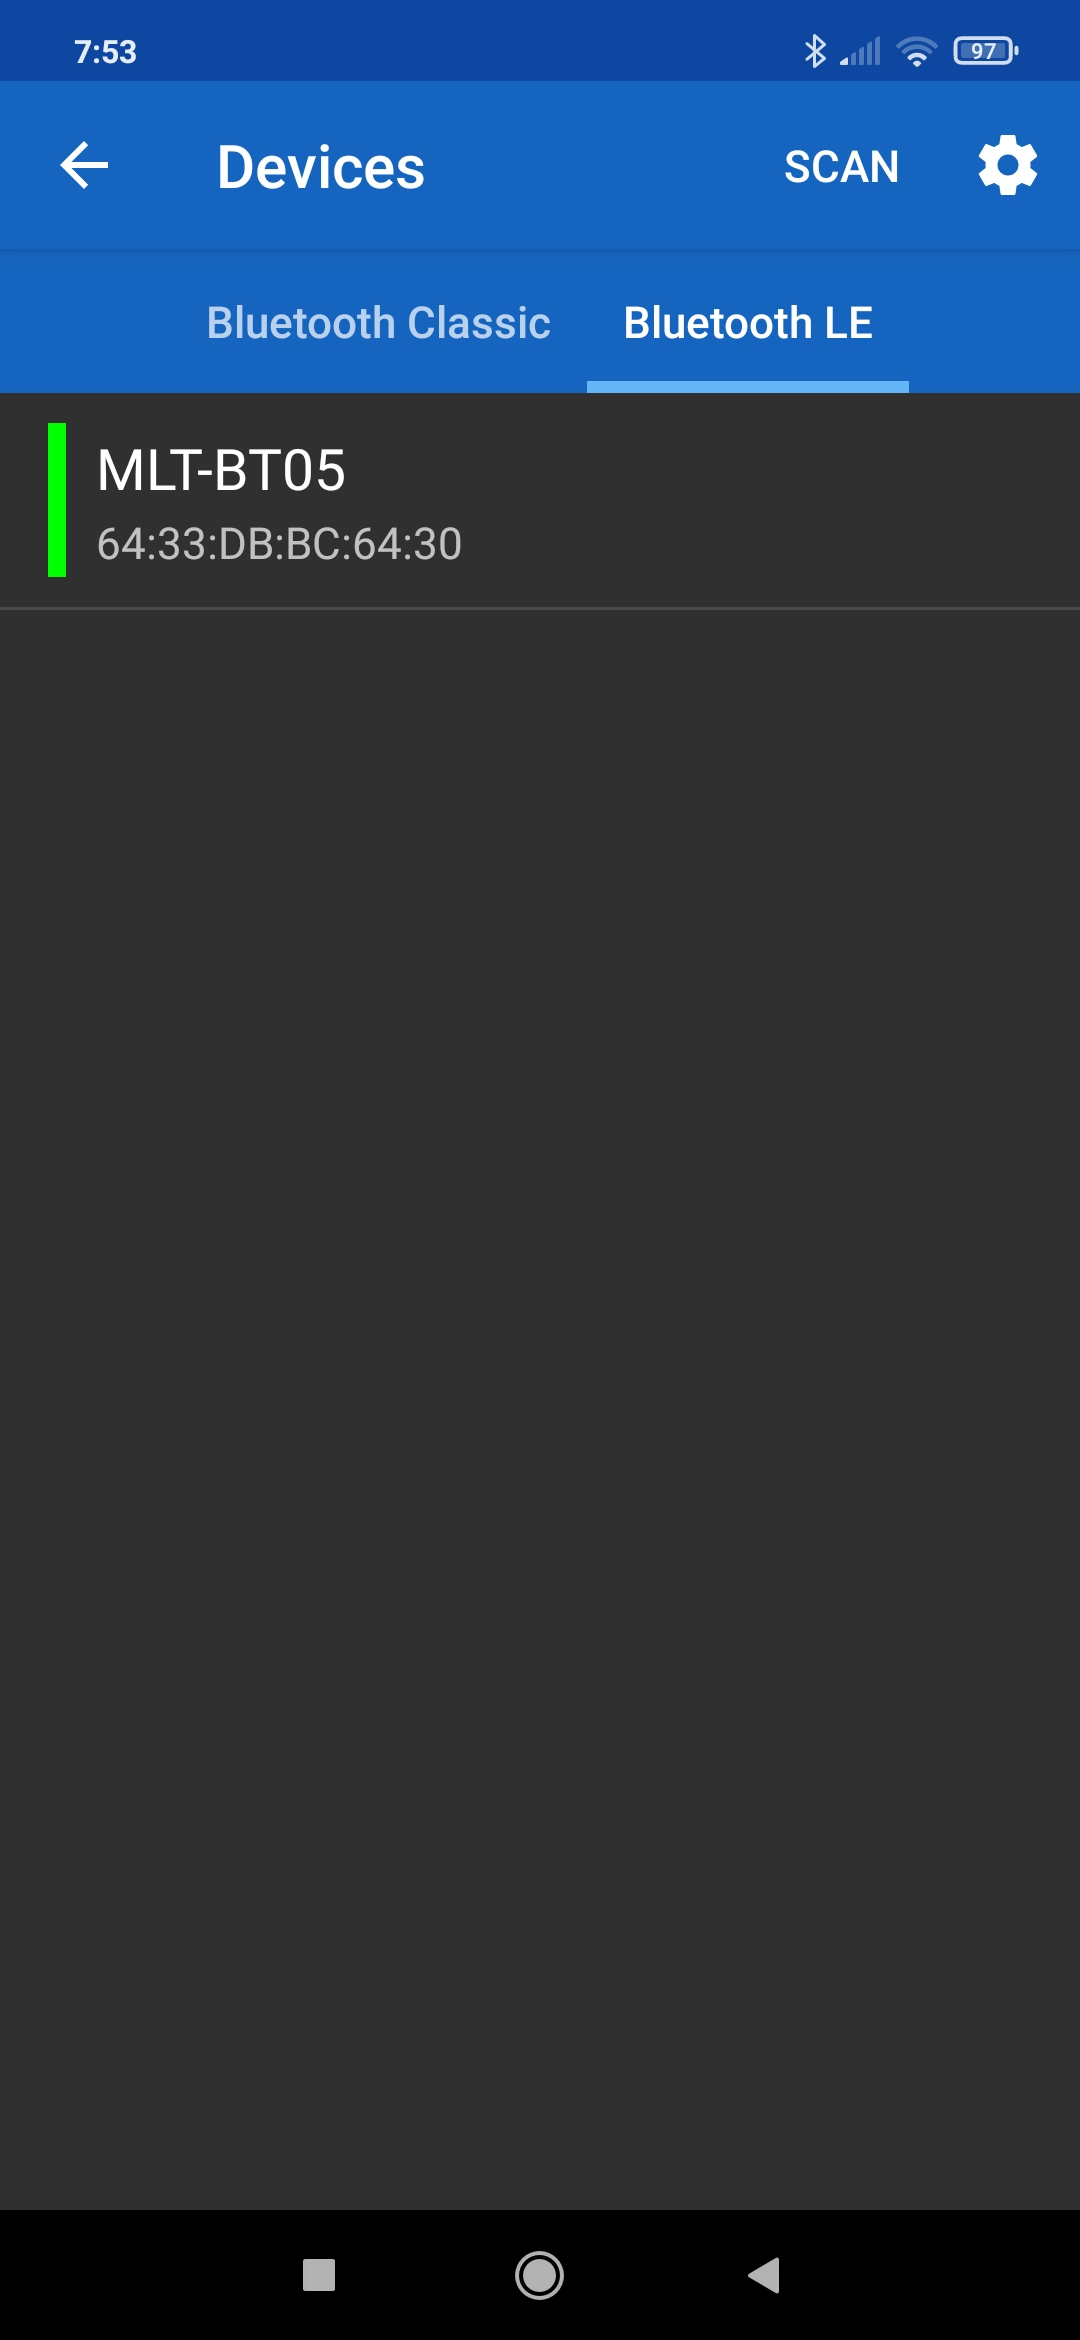 7:53
97
Devices
SCAN
Bluetooth Classic
Bluetooth LE
MLT-BT05
64:33:DB:BC:64:30